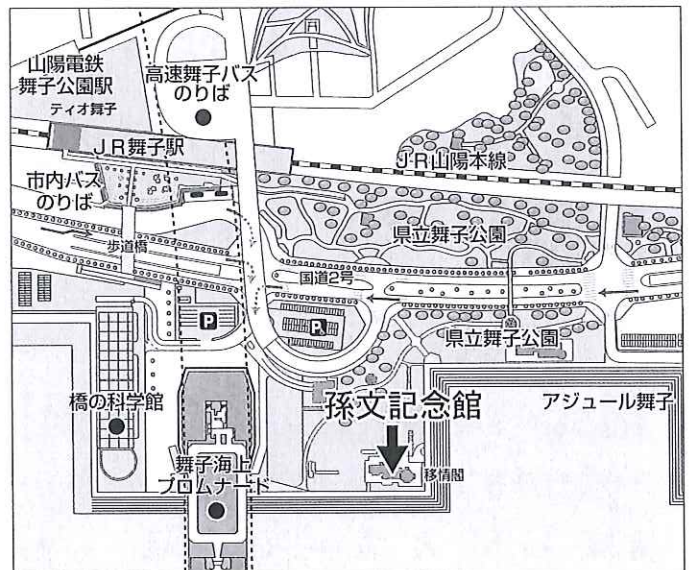 山陽電鉄
舞子公園駅
ティオ舞子
高速舞子バス
のりば
JR舞子駅
JR山陽本線
市内バス
のりば
県立舞子公園
歩道橋
国道2号
P
P
県立舞子公園
橋の科学館
孫文記念館
アジュール舞子
舞子海上
プロムナード
移情閣